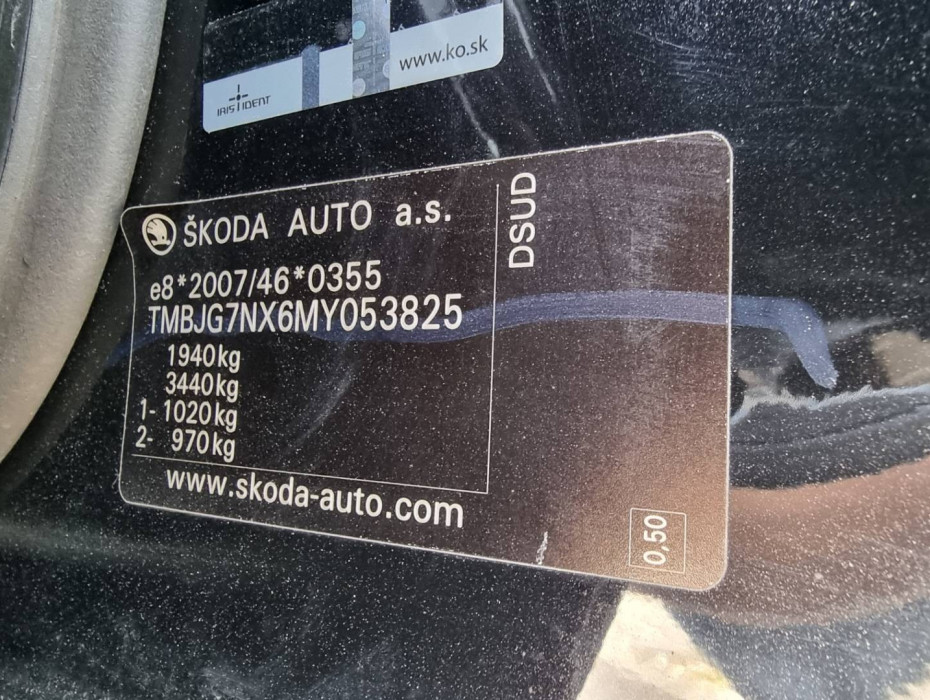 www.ko.sk
IRIS IDENT
ŠKODA AUTO a.s.
DSUD
e8*2007/46*0355
TMBJG7NX6MY053825
1940kg
3440kg
1- 1020kg
2- 970kg
www.skoda-auto.com
0,50